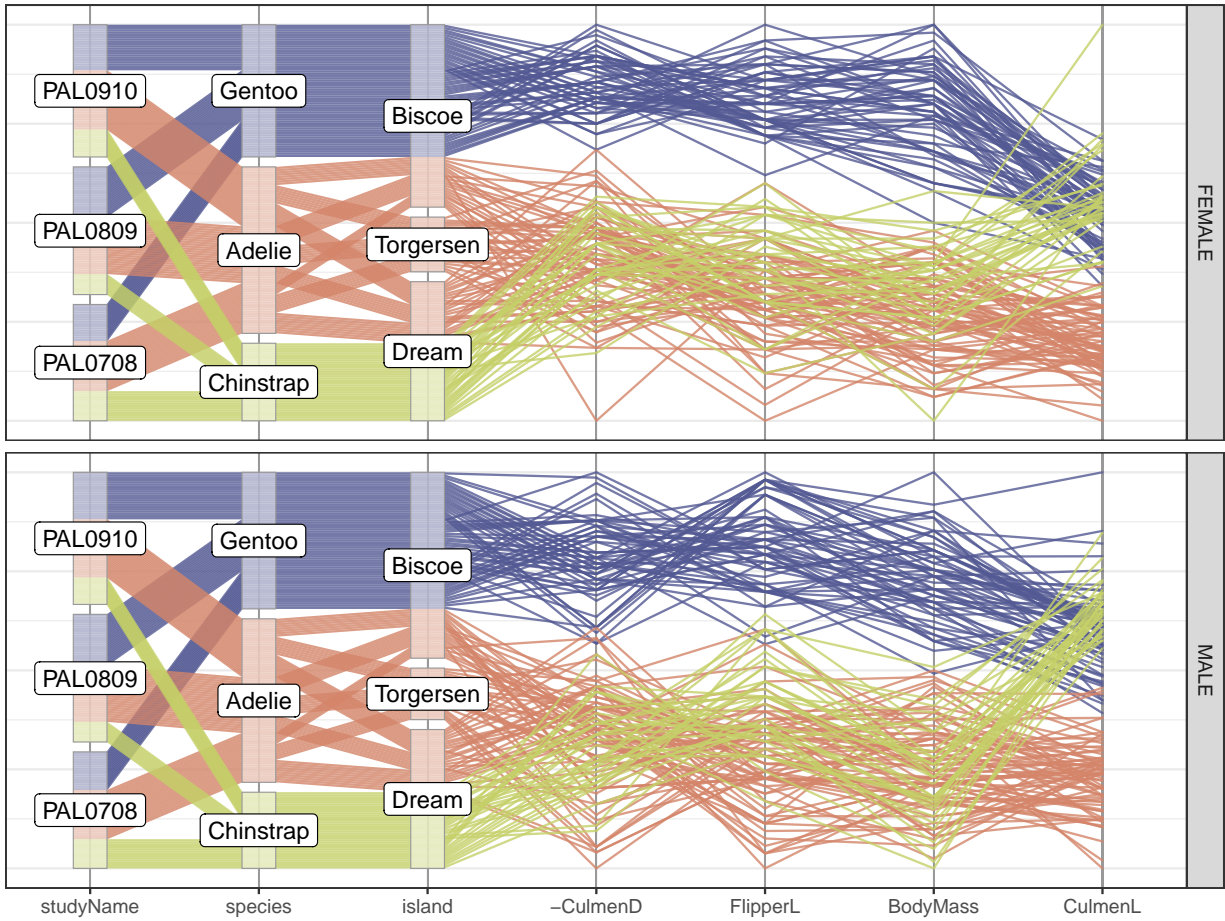 PAL0910
Gentoo
Biscoe
PAL0809
Adelie
Torgersen
PAL0708
Chinstrap
Dream
FEMALE
PAL0910
Gentoo
Biscoe
PAL0809
Adelie
Torgersen
PAL0708
Chinstrap
Dream
MALE
studyName species island −CulmenD FlipperL BodyMass CulmenL